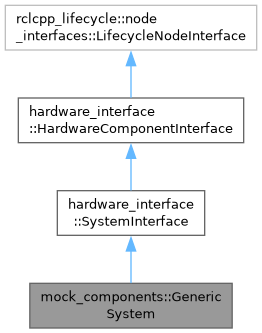 rclcpp_lifecycle::node
_interfaces::LifecycleNodeInterface
hardware_interface
::HardwareComponentInterface
hardware_interface
::SystemInterface
mock_components::Generic
System